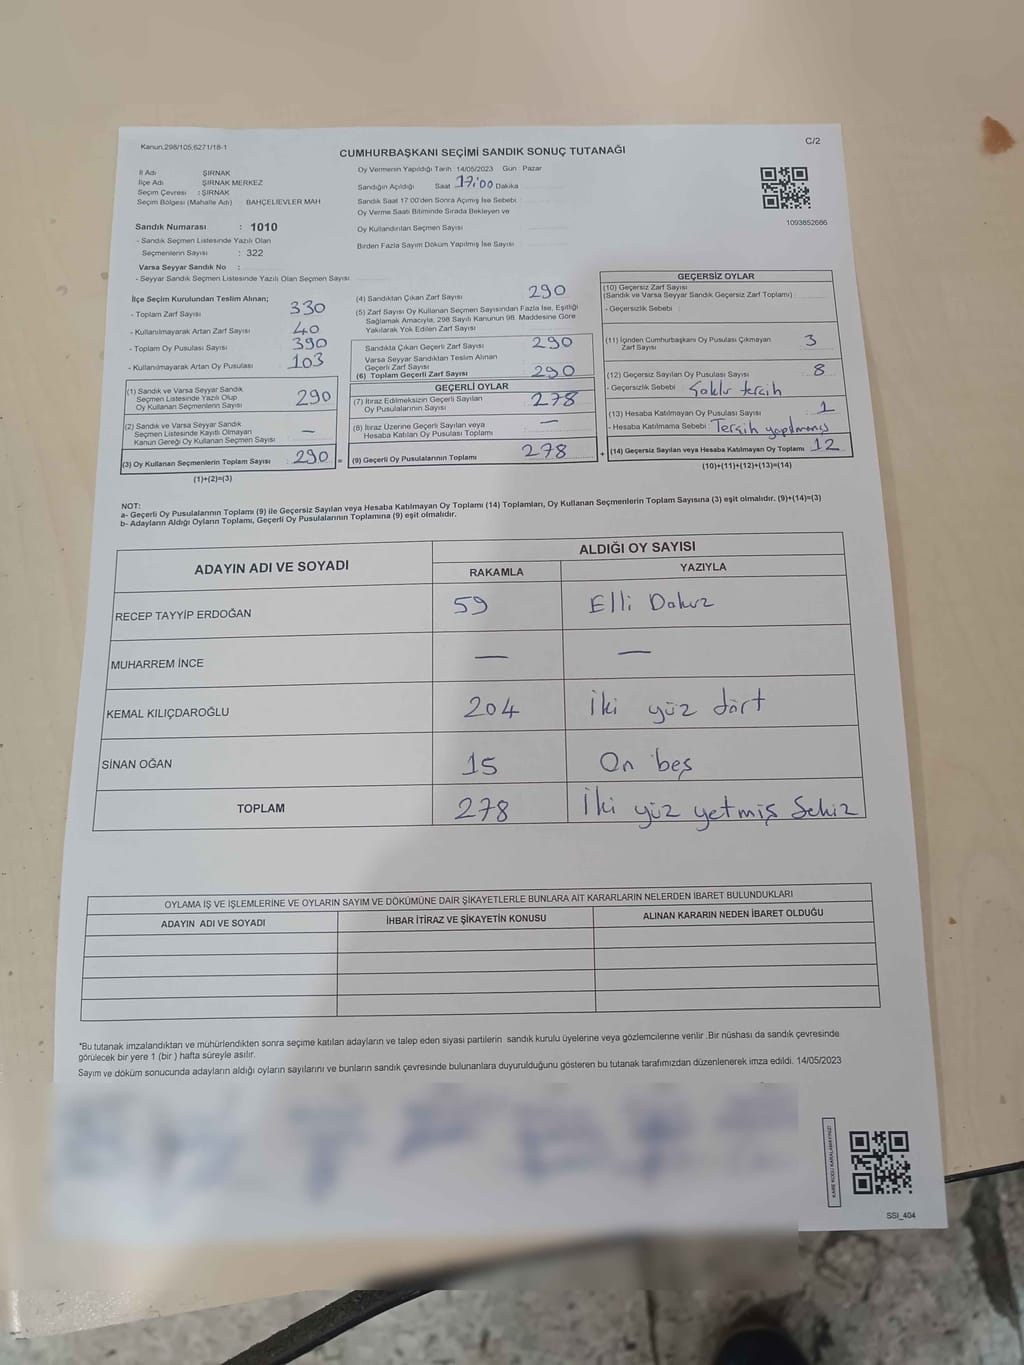 Kanun.298/105;6271/18-1
C/2
CUMHURBAŞKANI SEÇİMİ SANDIK SONUÇ TUTANAĞI
İl Adı ŞIRNAK
İlçe Adı ŞIRNAK MERKEZ
Seçim Çevresi : ŞIRNAK
Seçim Bölgesi (Mahalle Adı) BAHÇELİEVLER MAH
Sandık Numarası : 1010
- Sandık Seçmen Listesinde Yazılı Olan
Seçmenlerin Sayısı : 322
Varsa Seyyar Sandık No :
- Seyyar Sandık Seçmen Listesinde Yazılı Olan Seçmen Sayısı
Oy Vermenin Yapıldığı Tarih :14/05/2023 Gün : Pazar
Sandığın Açıldığı Saat 17:00 Dakika
Sandık Saat 17:00'den Sonra Açımış İse Sebebi
Oy Verme Saati Bitiminde Sırada Bekleyen ve
Oy Kullandırılan Seçmen Sayısı
Birden Fazla Sayım Döküm Yapılmış İse Sayısı
1093852686
İlçe Seçim Kurulundan Teslim Alınan;
- Toplam Zarf Sayısı 330
- Kullanılmayarak Artan Zarf Sayısı 40
- Toplam Oy Pusulası Sayısı 390
- Kullanılmayarak Artan Oy Pusulası 103
(1) Sandık ve Varsa Seyyar Sandık
Seçmen Listesinde Yazılı Olup
Oy Kullanan Seçmenlerin Sayısı 290
(2) Sandık ve Varsa Seyyar Sandık
Seçmen Listesinde Kayıtlı Olmayan
Kanun Gereği Oy Kullanan Seçmen Sayısı —
(3) Oy Kullanan Seçmenlerin Toplam Sayısı : 290 =
(1)+(2)=(3)
(4) Sandıktan Çıkan Zarf Sayısı 290
(5) Zarf Sayısı Oy Kullanan Seçmen Sayısından Fazla İse, Eşitliği
Sağlamak Amacıyla, 298 Sayılı Kanunun 98. Maddesine Göre
Yakılarak Yok Edilen Zarf Sayısı
Sandıkta Çıkan Geçerli Zarf Sayısı 290
Varsa Seyyar Sandıktan Teslim Alınan
Geçerli Zarf Sayısı
(6) Toplam Geçerli Zarf Sayısı 290
GEÇERLİ OYLAR
(7) İtiraz Edilmeksizin Geçerli Sayılan
Oy Pusulalarının Sayısı 278
(8) İtiraz Üzerine Geçerli Sayılan veya
Hesaba Katılan Oy Pusulası Toplamı —
(9) Geçerli Oy Pusulalarının Toplamı 278 +
GEÇERSİZ OYLAR
(10) Geçersiz Zarf Sayısı
(Sandık ve Varsa Seyyar Sandık Geçersiz Zarf Toplamı)
- Geçersizlik Sebebi
(11) İçinden Cumhurbaşkanı Oy Pusulası Çıkmayan
Zarf Sayısı 3
(12) Geçersiz Sayılan Oy Pusulası Sayısı 8
- Geçersizlik Sebebi : tercih
(13) Hesaba Katılmayan Oy Pusulası Sayısı 1
- Hesaba Katılmama Sebebi : Tercih yapılmamış
(14) Geçersiz Sayılan veya Hesaba Katılmayan Oy Toplamı 12
(10)+(11)+(12)+(13)=(14)
NOT:
a- Geçerli Oy Pusulalarının Toplamı (9) ile Geçersiz Sayılan veya Hesaba Katılmayan Oy Toplamı (14) Toplamları, Oy Kullanan Seçmenlerin Toplam Sayısına (3) eşit olmalıdır. (9)+(14)=(3)
b- Adayların Aldığı Oyların Toplamı, Geçerli Oy Pusulalarının Toplamına (9) eşit olmalıdır.
ADAYIN ADI VE SOYADI ALDIĞI OY SAYISI
RAKAMLA YAZIYLA
RECEP TAYYİP ERDOĞAN 59 Elli Dokuz
MUHARREM İNCE — —
KEMAL KILIÇDAROĞLU 204 İki yüz dört
SİNAN OĞAN 15 On beş
TOPLAM 278 İki yüz yetmiş Sekiz
OYLAMA İŞ VE İŞLEMLERİNE VE OYLARIN SAYIM VE DÖKÜMÜNE DAİR ŞİKAYETLERLE BUNLARA AİT KARARLARIN NELERDEN İBARET BULUNDUKLARI
ADAYIN ADI VE SOYADI İHBAR İTİRAZ VE ŞİKAYETİN KONUSU ALINAN KARARIN NEDEN İBARET OLDUĞU
*Bu tutanak imzalandıktan ve mühürlendikten sonra seçime katılan adayların ve talep eden siyasi partilerin sandık kurulu üyelerine veya gözlemcilerine verilir .Bir nüshası da sandık çevresinde
görülecek bir yere 1 (bir ) hafta süreyle asılır.
Sayım ve döküm sonucunda adayların aldığı oyların sayılarını ve bunların sandık çevresinde bulunanlara duyurulduğunu gösteren bu tutanak tarafımızdan düzenlenerek imza edildi. 14/05/2023
KARE KODU KARALAMAYINIZ!
SSI_404